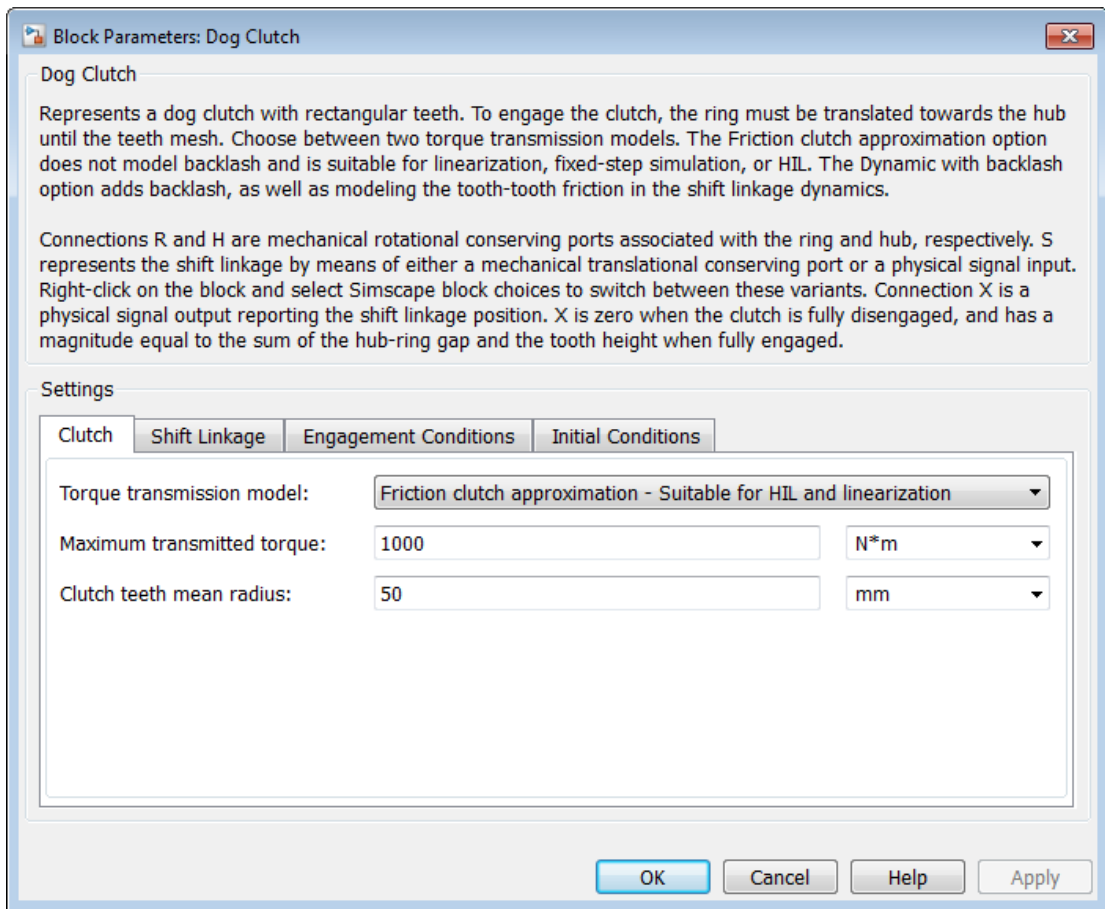 Block Parameters: Dog Clutch
Dog Clutch
Represents a dog clutch with rectangular teeth. To engage the clutch, the ring must be translated towards the hub
until the teeth mesh. Choose between two torque transmission models. The Friction clutch approximation option
does not model backlash and is suitable for linearization, fixed-step simulation, or HIL. The Dynamic with backlash
option adds backlash, as well as modeling the tooth-tooth friction in the shift linkage dynamics.
Connections R and H are mechanical rotational conserving ports associated with the ring and hub, respectively. S
represents the shift linkage by means of either a mechanical translational conserving port or a physical signal input.
Right-click on the block and select Simscape block choices to switch between these variants. Connection X is a
physical signal output reporting the shift linkage position. X is zero when the clutch is fully disengaged, and has a
magnitude equal to the sum of the hub-ring gap and the tooth height when fully engaged.
Settings
Clutch Shift Linkage Engagement Conditions Initial Conditions
Torque transmission model: Friction clutch approximation - Suitable for HIL and linearization
Maximum transmitted torque: 1000 N*m
Clutch teeth mean radius: 50 mm
OK Cancel Help Apply